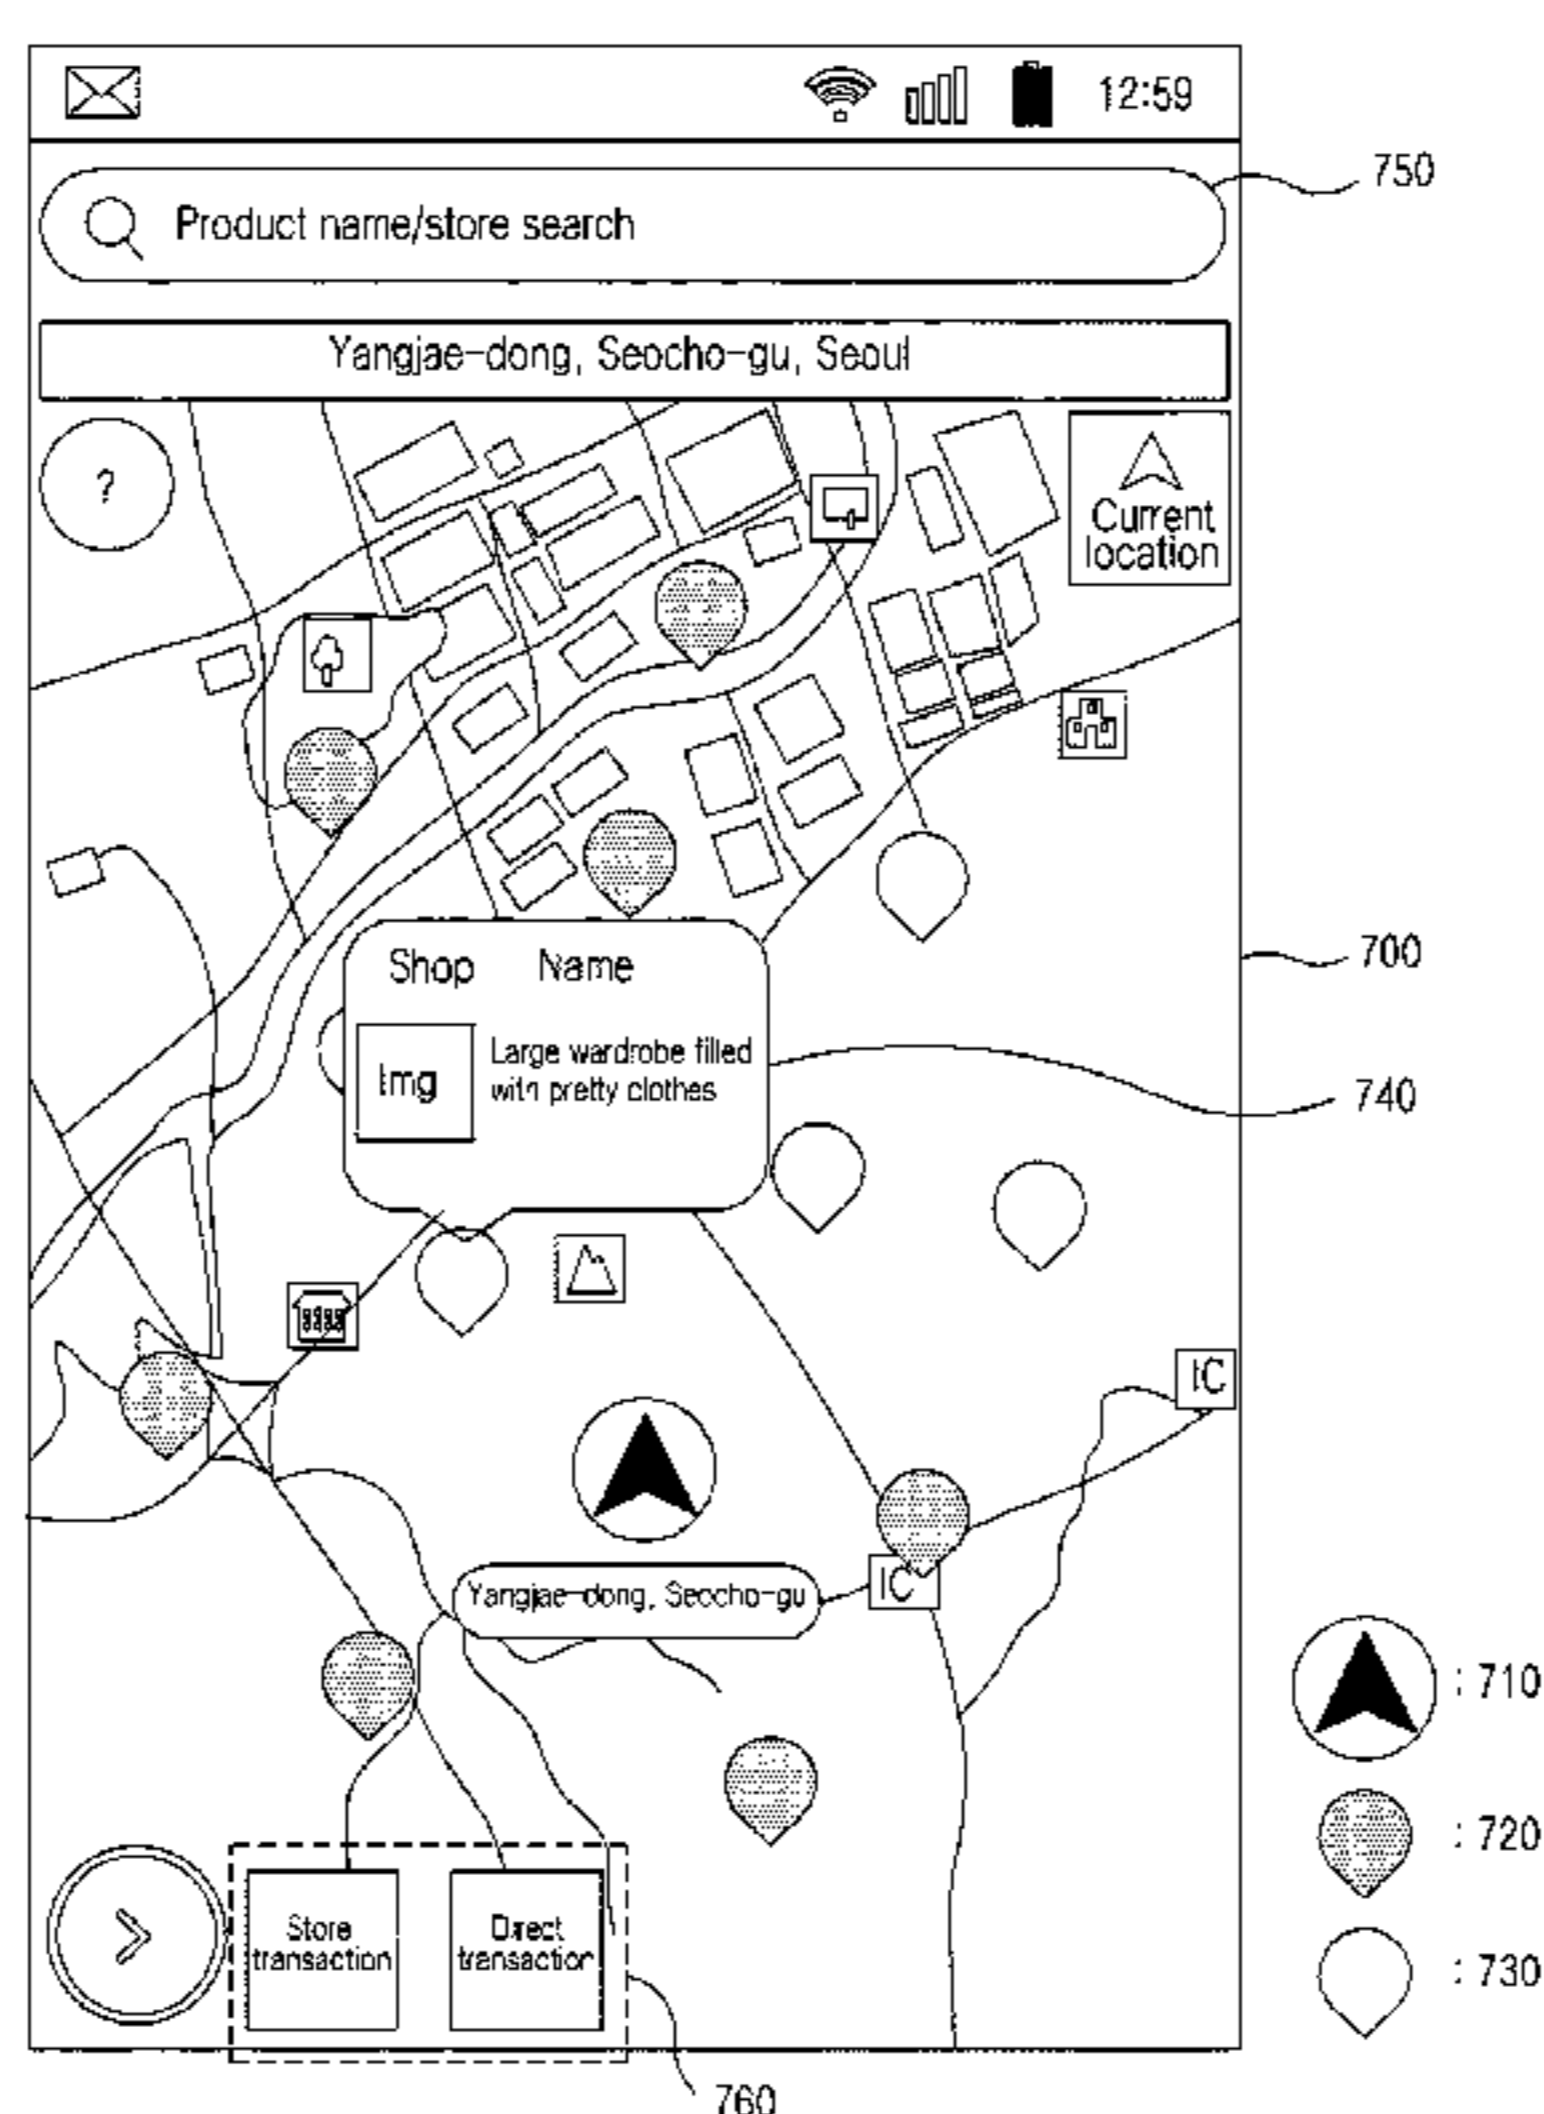 12:59
750
Product name/store search
Yangjae-dong, Seocho-gu, Seoul
?
Current
location
Shop Name
700
Img
Large wardrobe filled
with pretty clothes
740
IC
IC
Yangjae-dong, Seocho-gu
: 710
: 720
Store
transaction
Direct
transaction
: 730
760